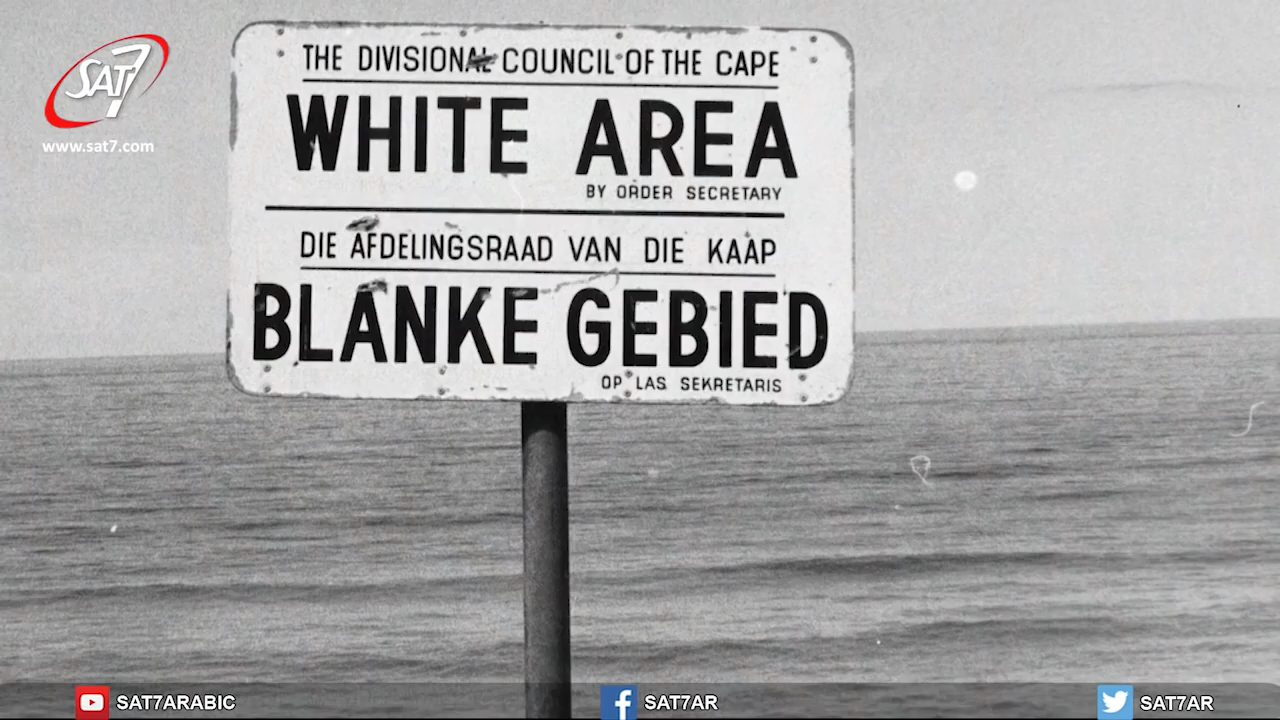 SAT7
www.sat7.com
THE DIVISIONAL COUNCIL OF THE CAPE
WHITE AREA
BY ORDER SECRETARY
DIE AFDELINGSRAAD VAN DIE KAAP
BLANKE GEBIED
OP LAS SEKRETARIS
SAT7ARABIC
SAT7AR
SAT7AR